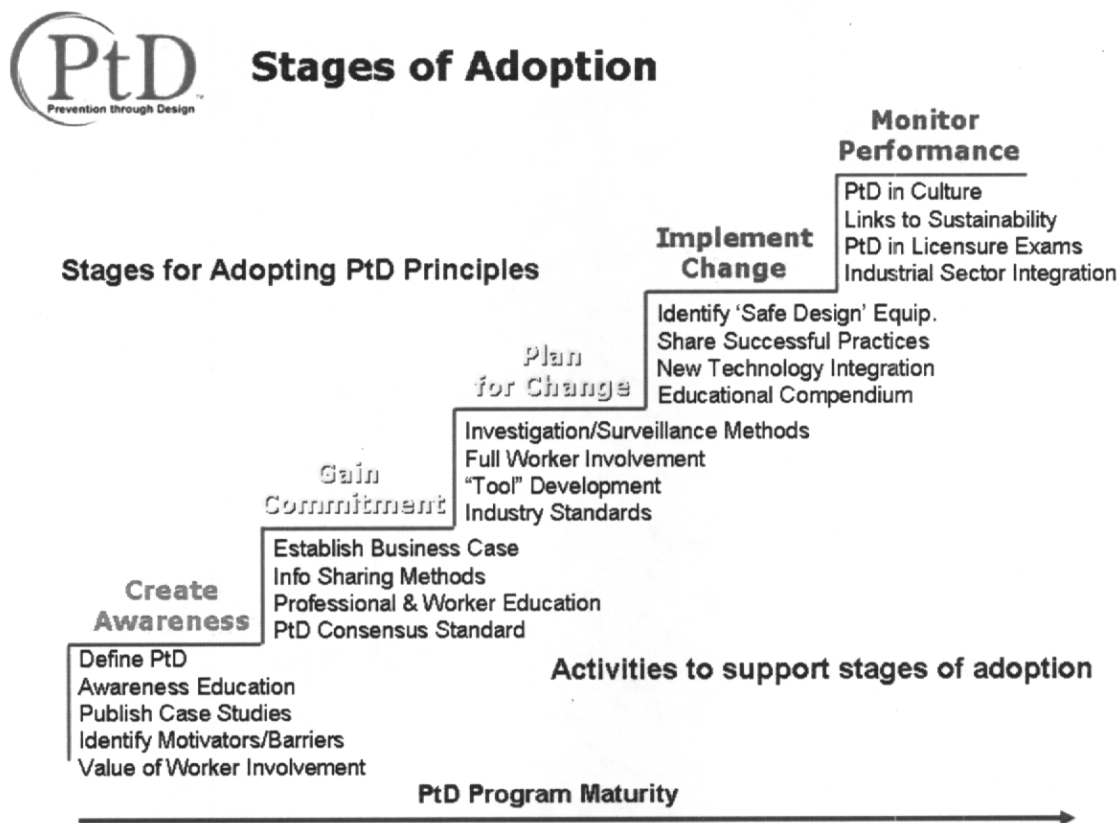 PtD
Prevention through Design
Stages of Adoption
Monitor
Performance
PtD in Culture
Links to Sustainability
PtD in Licensure Exams
Industrial Sector Integration
Stages for Adopting PtD Principles
Implement
Change
Identify ‘Safe Design’ Equip.
Share Successful Practices
New Technology Integration
Educational Compendium
Plan
for Change
Investigation/Surveillance Methods
Full Worker Involvement
“Tool” Development
Industry Standards
Gain
Commitment
Establish Business Case
Info Sharing Methods
Professional & Worker Education
PtD Consensus Standard
Create
Awareness
Define PtD
Awareness Education
Publish Case Studies
Identify Motivators/Barriers
Value of Worker Involvement
Activities to support stages of adoption
PtD Program Maturity